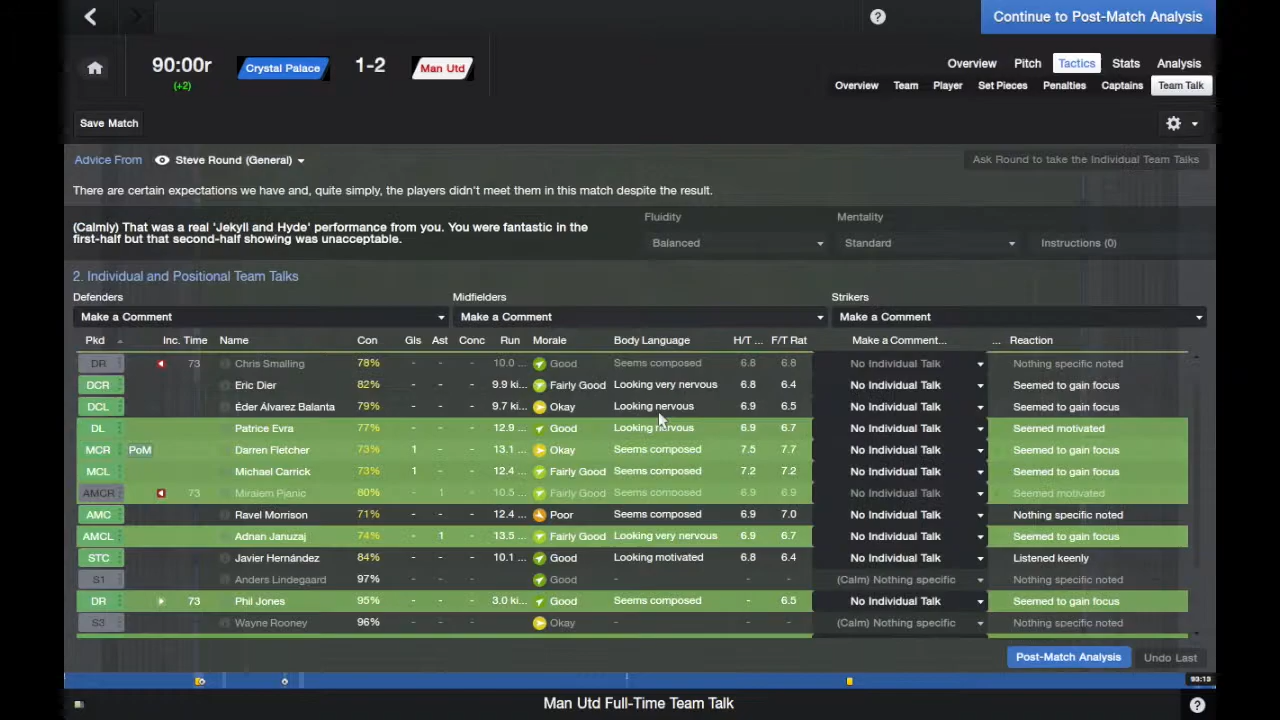 Continue to Post-Match Analysis
90:00r
(+2)
Crystal Palace
1-2
Man Utd
Overview Pitch Tactics Stats Analysis
Overview Team Player Set Pieces Penalties Captains Team Talk
Save Match
Advice From Steve Round (General)
Ask Round to take the Individual Team Talks
There are certain expectations we have and, quite simply, the players didn't meet them in this match despite the result.
(Calmly) That was a real 'Jekyll and Hyde' performance from you. You were fantastic in the
first-half but that second-half showing was unacceptable.
Fluidity Mentality
Balanced Standard Instructions (0)
2. Individual and Positional Team Talks
Defenders Midfielders Strikers
Make a Comment Make a Comment Make a Comment
Pkd Inc. Time Name Con Gls Ast Conc Run Morale Body Language H/T ... F/T Rat Make a Comment... ... Reaction
DR 73 Chris Smalling 78% - - - 10.0 ... Good Seems composed 6.8 6.8 No Individual Talk Nothing specific noted
DCR Eric Dier 82% - - - 9.9 ki... Fairly Good Looking very nervous 6.8 6.4 No Individual Talk Seemed to gain focus
DCL Éder Álvarez Balanta 79% - - - 9.7 ki... Okay Looking nervous 6.9 6.5 No Individual Talk Seemed to gain focus
DL Patrice Evra 77% - - - 12.9 ... Good Looking nervous 6.9 6.7 No Individual Talk Seemed motivated
MCR PoM Darren Fletcher 73% 1 - - 13.1 ... Okay Seems composed 7.5 7.7 No Individual Talk Seemed to gain focus
MCL Michael Carrick 73% 1 - - 12.4 ... Fairly Good Seems composed 7.2 7.2 No Individual Talk Seemed to gain focus
AMCR 73 Miralem Pjanic 80% - 1 - 10.5 ... Fairly Good Seems composed 6.9 6.9 No Individual Talk Seemed motivated
AMC Ravel Morrison 71% - - - 12.4 ... Poor Seems composed 6.9 7.0 No Individual Talk Nothing specific noted
AMCL Adnan Januzaj 74% - 1 - 13.5 ... Fairly Good Looking very nervous 6.9 6.7 No Individual Talk Seemed to gain focus
STC Javier Hernández 84% - - - 10.1 ... Good Looking motivated 6.8 6.4 No Individual Talk Listened keenly
S1 Anders Lindegaard 97% Good - (Calm) Nothing specific Nothing specific noted
DR 73 Phil Jones 95% - - - 3.0 ki... Good Seems composed - 6.5 No Individual Talk Seemed to gain focus
S3 Wayne Rooney 96% Okay - (Calm) Nothing specific Nothing specific noted
Post-Match Analysis Undo Last
93:13
Man Utd Full-Time Team Talk